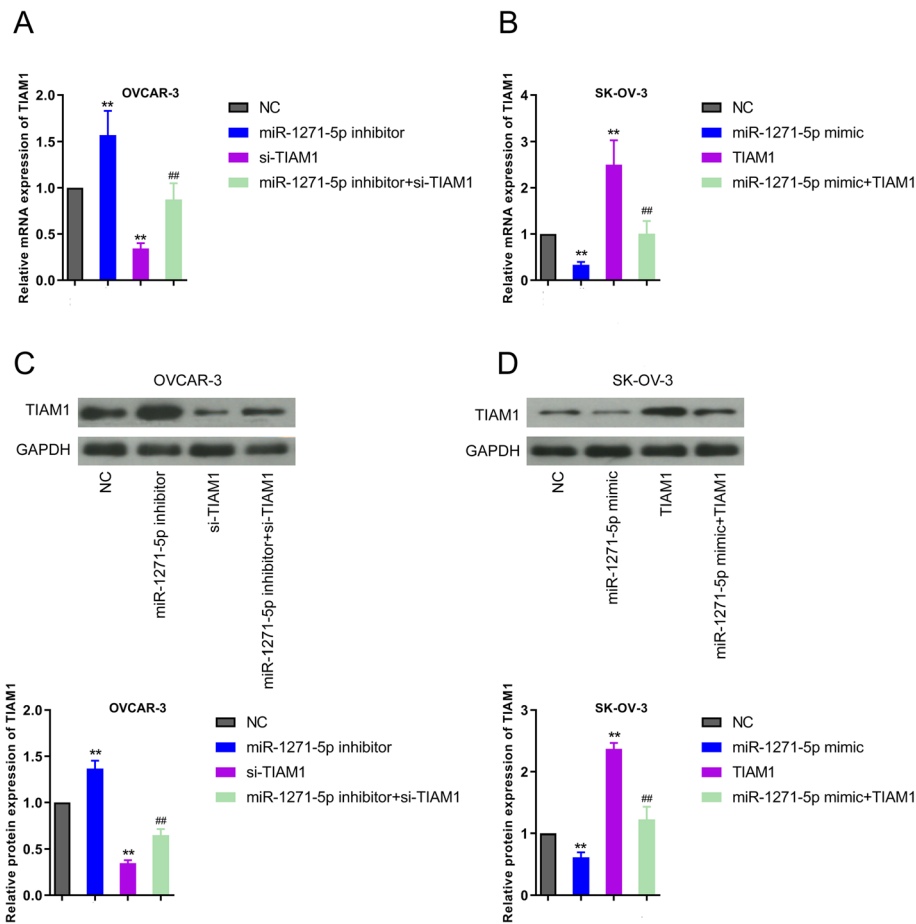 A
Relative mRNA expression of TIAM1
OVCAR-3
2.0
1.5
1.0
0.5
0.0
**
**
##
NC
miR-1271-5p inhibitor
si-TIAM1
miR-1271-5p inhibitor+si-TIAM1
B
Relative mRNA expression of TIAM1
SK-OV-3
4
3
2
1
0
**
**
##
NC
miR-1271-5p mimic
TIAM1
miR-1271-5p mimic+TIAM1
C
OVCAR-3
TIAM1
GAPDH
NC
miR-1271-5p inhibitor
si-TIAM1
miR-1271-5p inhibitor+si-TIAM1
Relative protein expression of TIAM1
OVCAR-3
2.0
1.5
1.0
0.5
0.0
**
**
##
NC
miR-1271-5p inhibitor
si-TIAM1
miR-1271-5p inhibitor+si-TIAM1
D
SK-OV-3
TIAM1
GAPDH
NC
miR-1271-5p mimic
TIAM1
miR-1271-5p mimic+TIAM1
Relative protein expression of TIAM1
SK-OV-3
3
2
1
0
**
**
##
NC
miR-1271-5p mimic
TIAM1
miR-1271-5p mimic+TIAM1